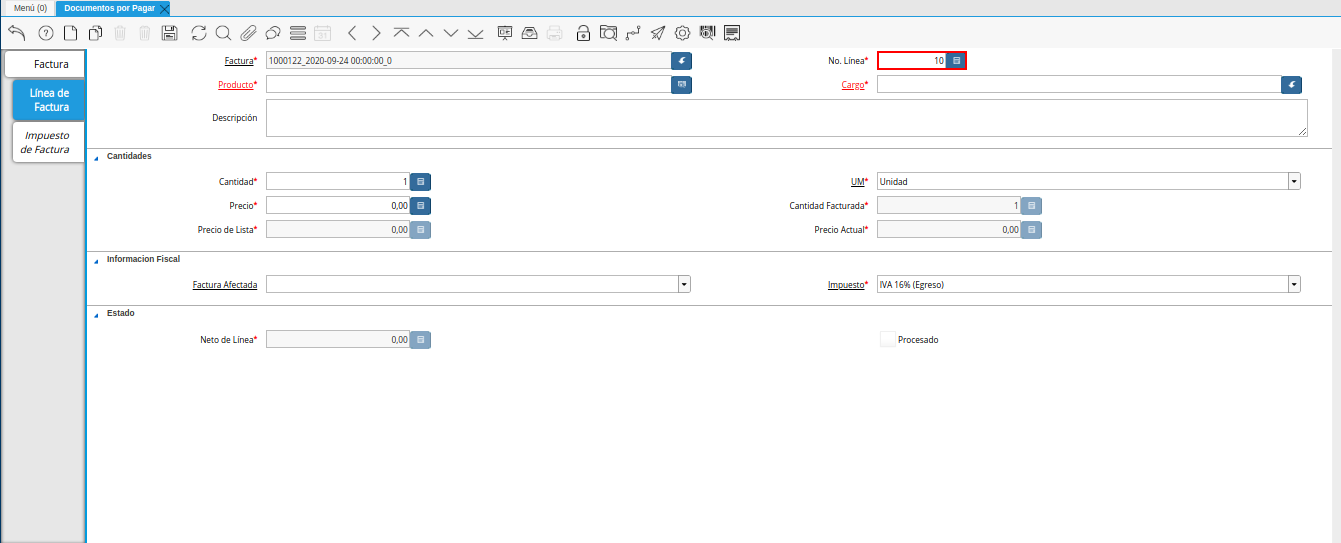 Menú (0)
Documentos por Pagar
Factura
Línea de
Factura
Impuesto
de Factura
Factura* 1000122_2020-09-24 00:00:00_0 No. Línea* 10
Producto* Cargo*
Descripción
Cantidades
Cantidad* 1 UM* Unidad
Precio* 0,00 Cantidad Facturada* 1
Precio de Lista* 0,00 Precio Actual* 0,00
Informacion Fiscal
Factura Afectada Impuesto* IVA 16% (Egreso)
Estado
Neto de Línea* 0,00 Procesado